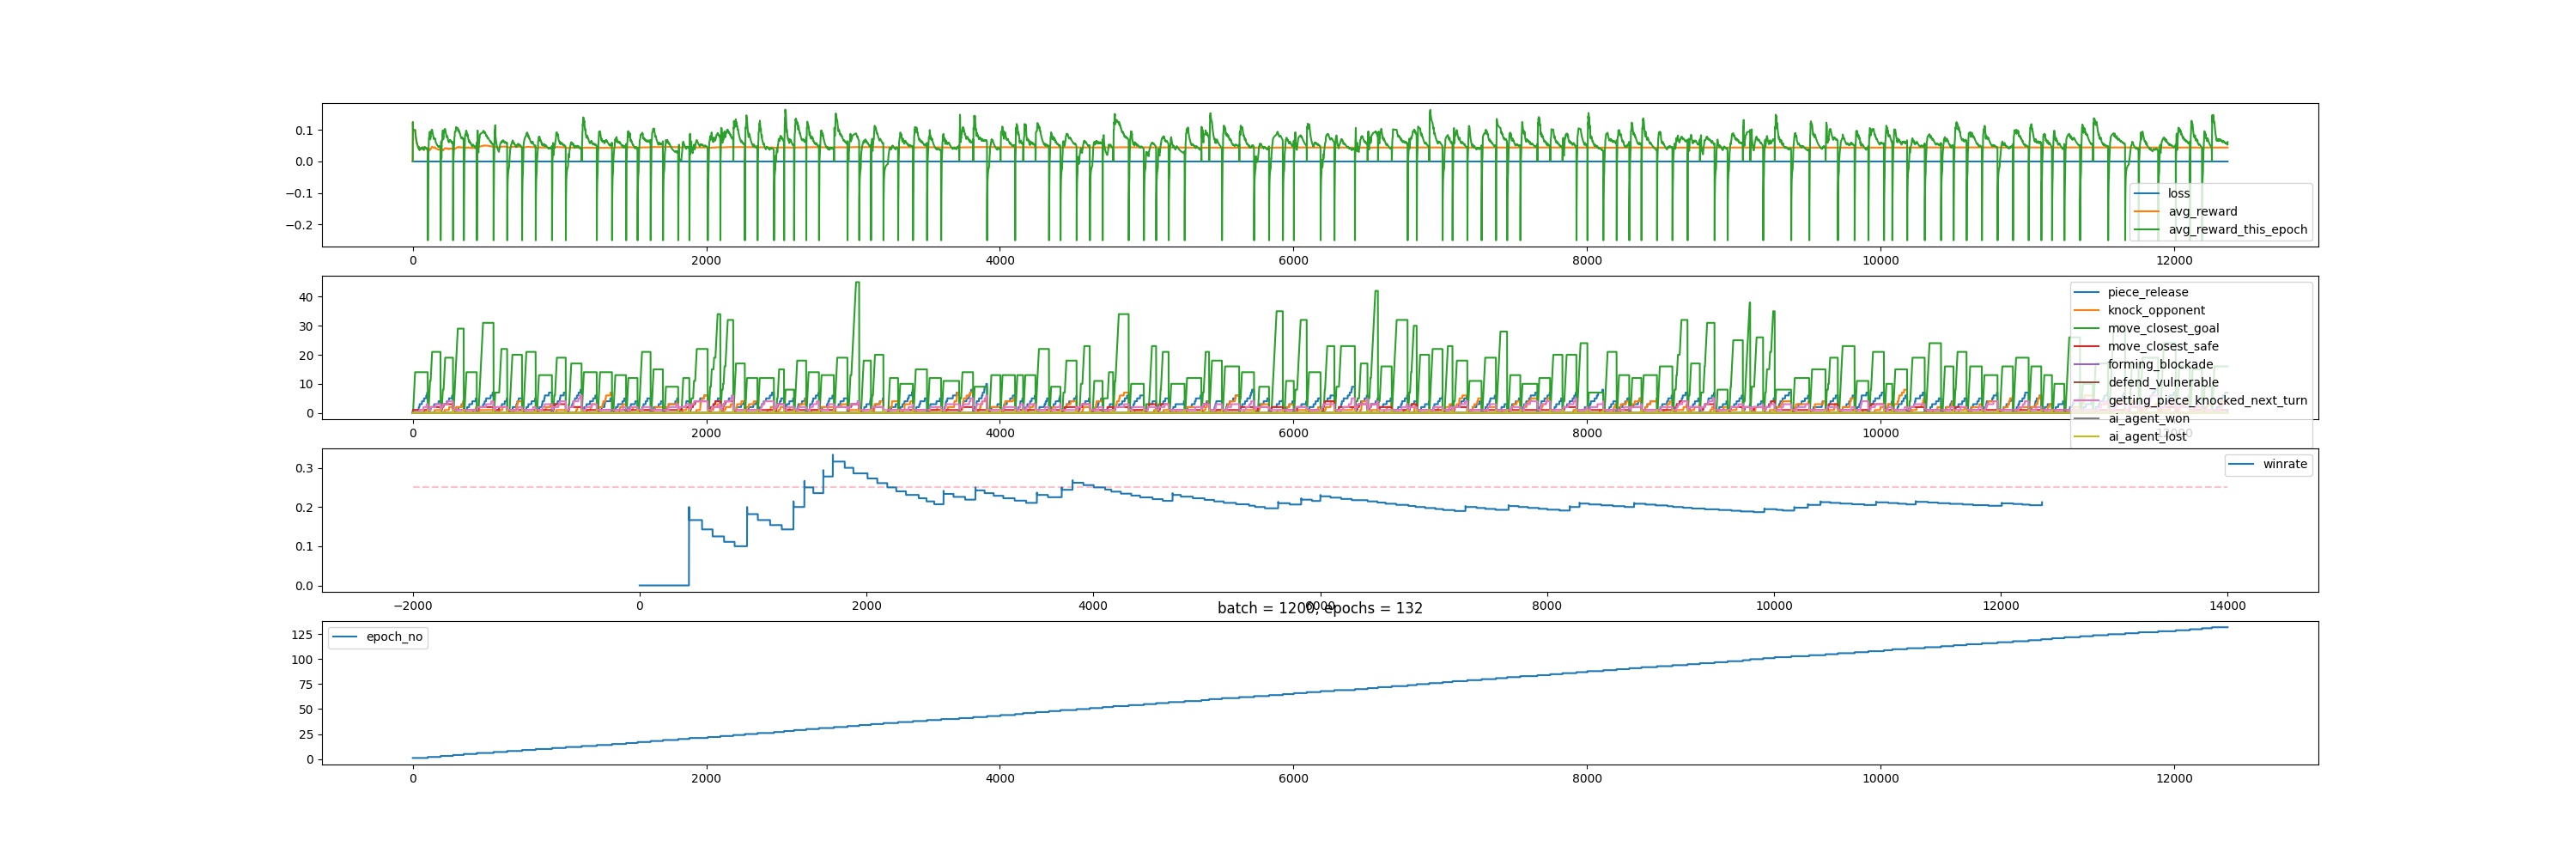 0.1
0.0
−0.1
−0.2
loss
avg_reward
avg_reward_this_epoch
0 2000 4000 6000 8000 10000 12000
40
30
20
10
0
piece_release
knock_opponent
move_closest_goal
move_closest_safe
forming_blockade
defend_vulnerable
getting_piece_knocked_next_turn
ai_agent_won
ai_agent_lost
0 2000 4000 6000 8000 10000 12000
0.3
0.2
0.1
0.0
winrate
−2000 0 2000 4000 6000 8000 10000 12000 14000
batch = 1200, epochs = 132
125
100
75
50
25
0
epoch_no
0 2000 4000 6000 8000 10000 12000